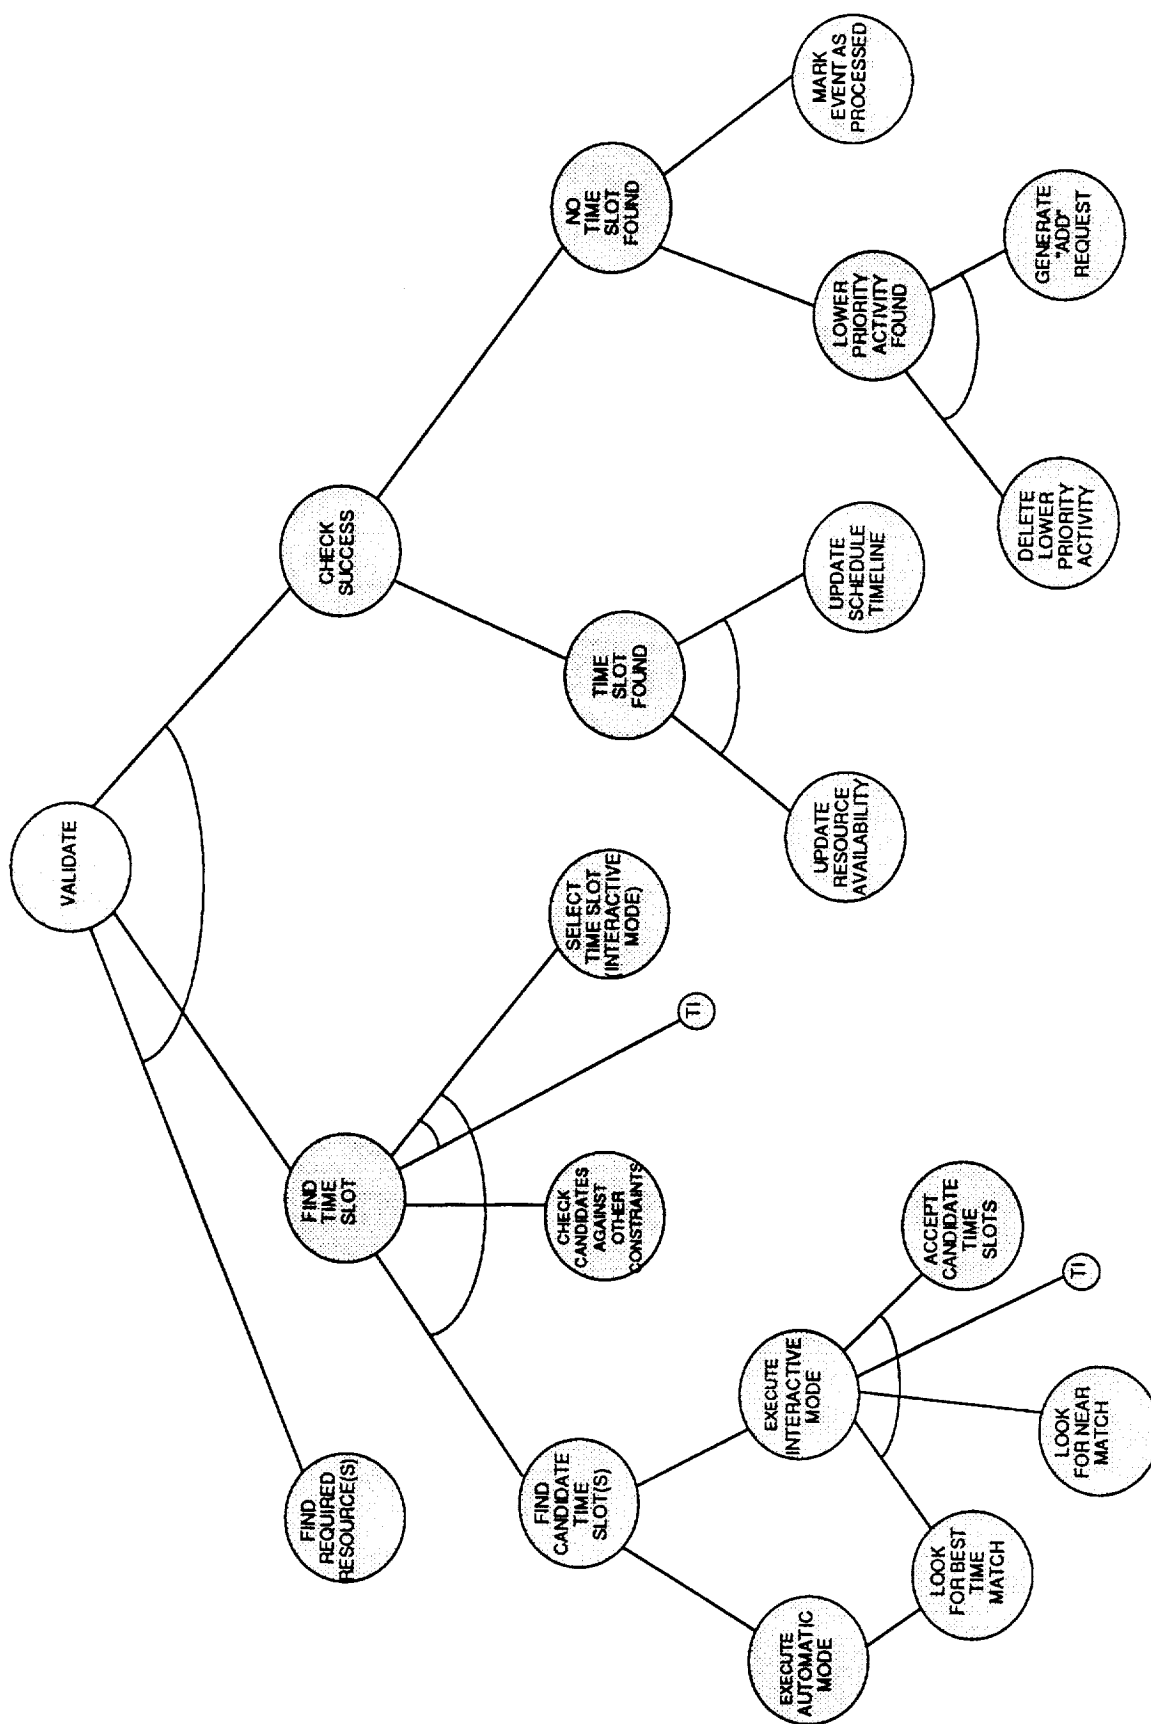 VALIDATE
FIND
REQUIRED
RESOURCE(S)
FIND
TIME
SLOT
CHECK
SUCCESS
FIND
CANDIDATE
TIME
SLOT(S)
CHECK
CANDIDATES
AGAINST
OTHER
CONSTRAINTS
TI
SELECT
TIME SLOT
(INTERACTIVE
MODE)
TIME
SLOT
FOUND
NO
TIME
SLOT
FOUND
EXECUTE
AUTOMATIC
MODE
EXECUTE
INTERACTIVE
MODE
UPDATE
RESOURCE
AVAILABILITY
UPDATE
SCHEDULE
TIMELINE
LOWER
PRIORITY
ACTIVITY
FOUND
MARK
EVENT AS
PROCESSED
LOOK
FOR BEST
TIME
MATCH
LOOK
FOR NEAR
MATCH
TI
ACCEPT
CANDIDATE
TIME
SLOTS
DELETE
LOWER
PRIORITY
ACTIVITY
GENERATE
"ADD"
REQUEST